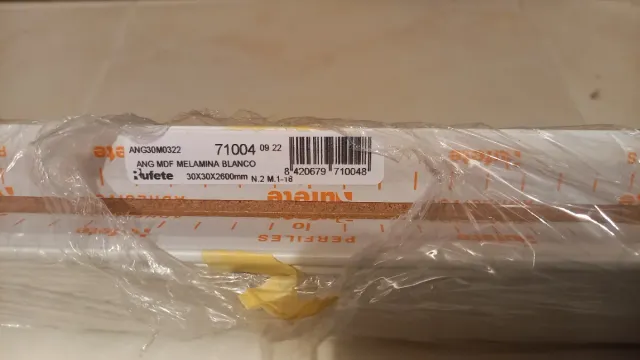 ANG30M0322 71004 09 22
ANG MDF MELAMINA BLANCO
Rufete 30X30X2600mm N.2 M.1-18
8 420679 710048
Rufete
PERFILES